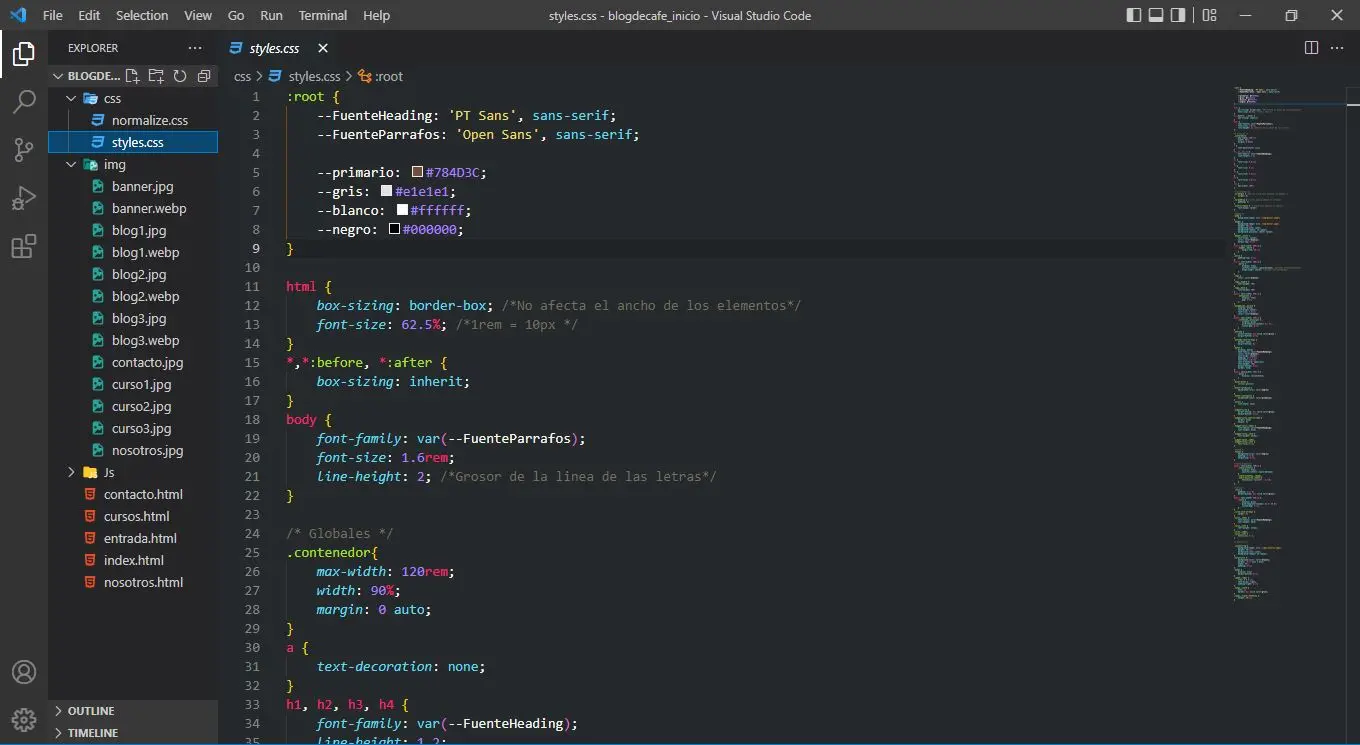 File Edit Selection View Go Run Terminal Help styles.css - blogdecafe_inicio - Visual Studio Code
EXPLORER
BLOGDE...
css
normalize.css
styles.css
img
banner.jpg
banner.webp
blog1.jpg
blog1.webp
blog2.jpg
blog2.webp
blog3.jpg
blog3.webp
contacto.jpg
curso1.jpg
curso2.jpg
curso3.jpg
nosotros.jpg
Js
contacto.html
cursos.html
entrada.html
index.html
nosotros.html
OUTLINE
TIMELINE
styles.css
css > styles.css > :root
1 :root {
2 --FuenteHeading: 'PT Sans', sans-serif;
3 --FuenteParrafos: 'Open Sans', sans-serif;
4
5 --primario: #784D3C;
6 --gris: #e1e1e1;
7 --blanco: #ffffff;
8 --negro: #000000;
9 }
10
11 html {
12 box-sizing: border-box; /*No afecta el ancho de los elementos*/
13 font-size: 62.5%; /*1rem = 10px */
14 }
15 *,*:before, *:after {
16 box-sizing: inherit;
17 }
18 body {
19 font-family: var(--FuenteParrafos);
20 font-size: 1.6rem;
21 line-height: 2; /*Grosor de la linea de las letras*/
22 }
23
24 /* Globales */
25 .contenedor{
26 max-width: 120rem;
27 width: 90%;
28 margin: 0 auto;
29 }
30 a {
31 text-decoration: none;
32 }
33 h1, h2, h3, h4 {
34 font-family: var(--FuenteHeading);
35 line-height: 1.2;